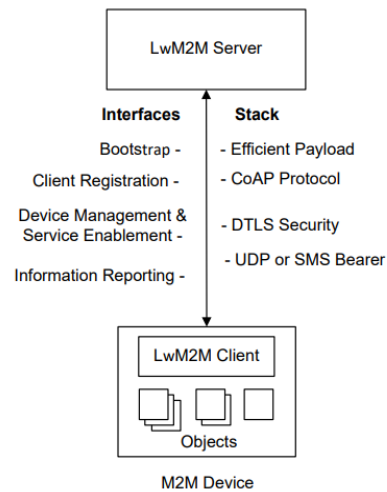 LwM2M Server
Interfaces
Stack
Bootstrap -
- Efficient Payload
Client Registration -
- CoAP Protocol
Device Management &
Service Enablement -
- DTLS Security
- UDP or SMS Bearer
Information Reporting -
LwM2M Client
Objects
M2M Device